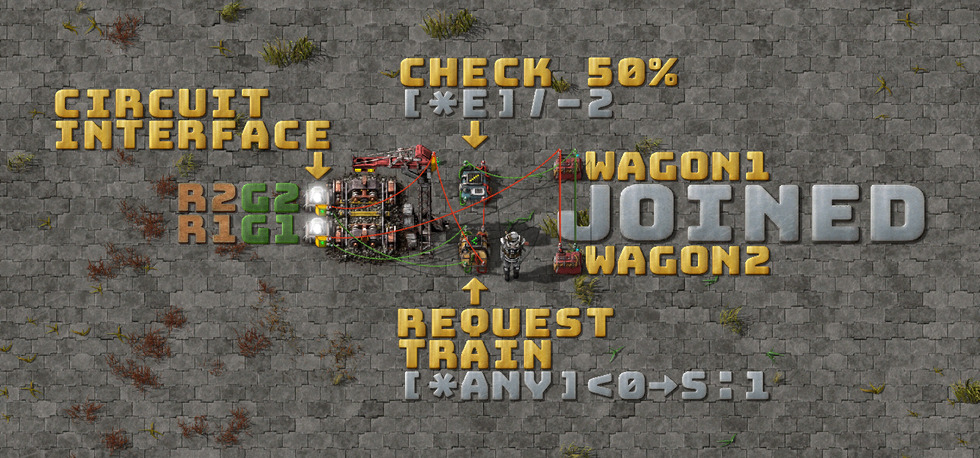 CHECK 50%
[*E]/-2
CIRCUIT
INTERFACE
WAGON1
R2G2
JOINED
R1G1
WAGON2
REQUEST
TRAIN
[*ANY]<0→S:1